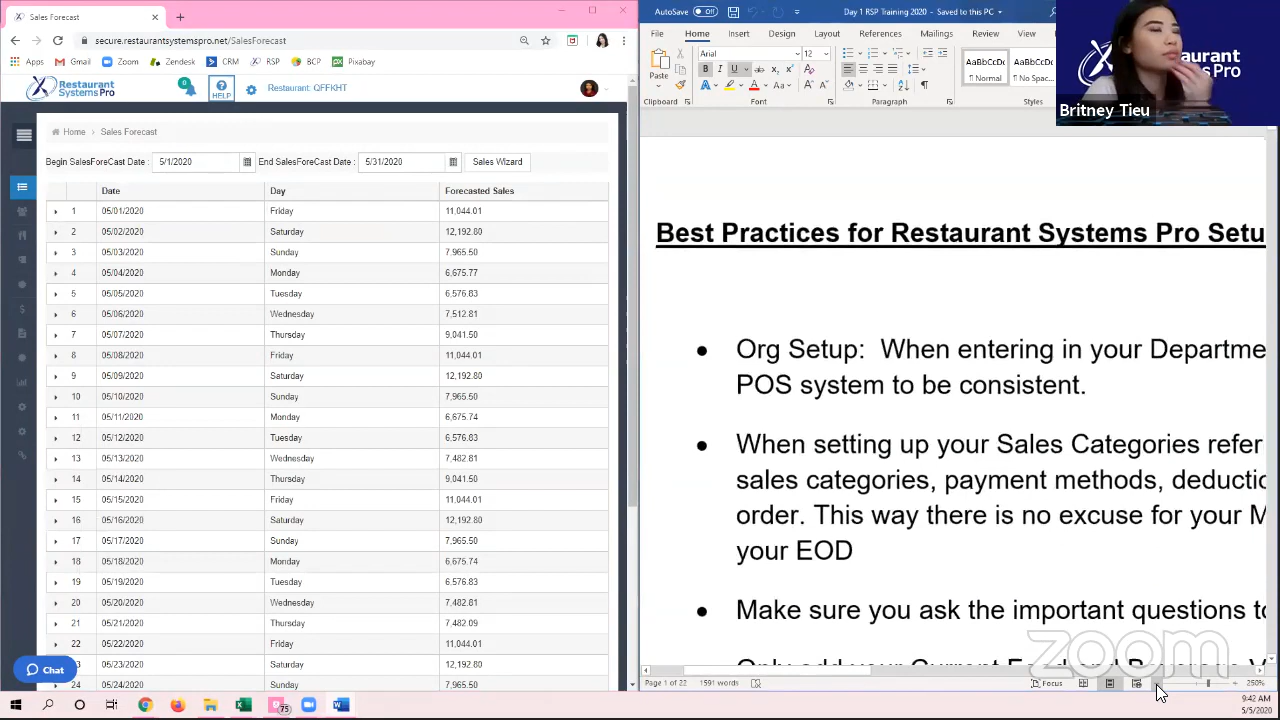 Sales Forecast
secure.restaurantsystemspro.net/SalesForecast
Apps Gmail Zoom Zendesk CRM RSP BCP Pixabay
Restaurant Systems Pro
0
HELP
Restaurant: QFFKHT
Home > Sales Forecast
Begin SalesForeCast Date : 5/1/2020 End SalesForeCast Date : 5/31/2020 Sales Wizard
Date Day Forecasted Sales
1 05/01/2020 Friday 11,044.01
2 05/02/2020 Saturday 12,192.80
3 05/03/2020 Sunday 7,965.50
4 05/04/2020 Monday 6,675.77
5 05/05/2020 Tuesday 6,576.83
6 05/06/2020 Wednesday 7,512.81
7 05/07/2020 Thursday 9,041.50
8 05/08/2020 Friday 11,044.01
9 05/09/2020 Saturday 12,192.80
10 05/10/2020 Sunday 7,965.50
11 05/11/2020 Monday 6,675.74
12 05/12/2020 Tuesday 6,576.83
13 05/13/2020 Wednesday 7,482.81
14 05/14/2020 Thursday 9,041.50
15 05/15/2020 Friday 11,044.01
16 05/16/2020 Saturday 12,192.80
17 05/17/2020 Sunday 7,965.50
18 05/18/2020 Monday 6,675.74
19 05/19/2020 Tuesday 6,576.83
20 05/20/2020 Wednesday 7,482.81
21 05/21/2020 Thursday 7,482.09
22 05/22/2020 Friday 11,044.01
3 05/23/2020 Saturday 12,192.80
24 05/24/2020 Sunday 7,965.50
Chat
AutoSave Off Day 1 RSP Training 2020 - Saved to this PC
File Home Insert Draw Design Layout References Mailings Review View
Paste
Arial 12
AaBbCcDc AaBbCcDc
Normal No Spac
Clipboard Font Paragraph Styles
Restaurant
Systems Pro
Britney Tieu
Best Practices for Restaurant Systems Pro Setu
• Org Setup: When entering in your Departme
POS system to be consistent.
• When setting up your Sales Categories refer
sales categories, payment methods, deductio
order. This way there is no excuse for your M
your EOD
• Make sure you ask the important questions to
zoom
Page 1 of 22 1591 words Focus 250%
75
9:42 AM
5/5/2020